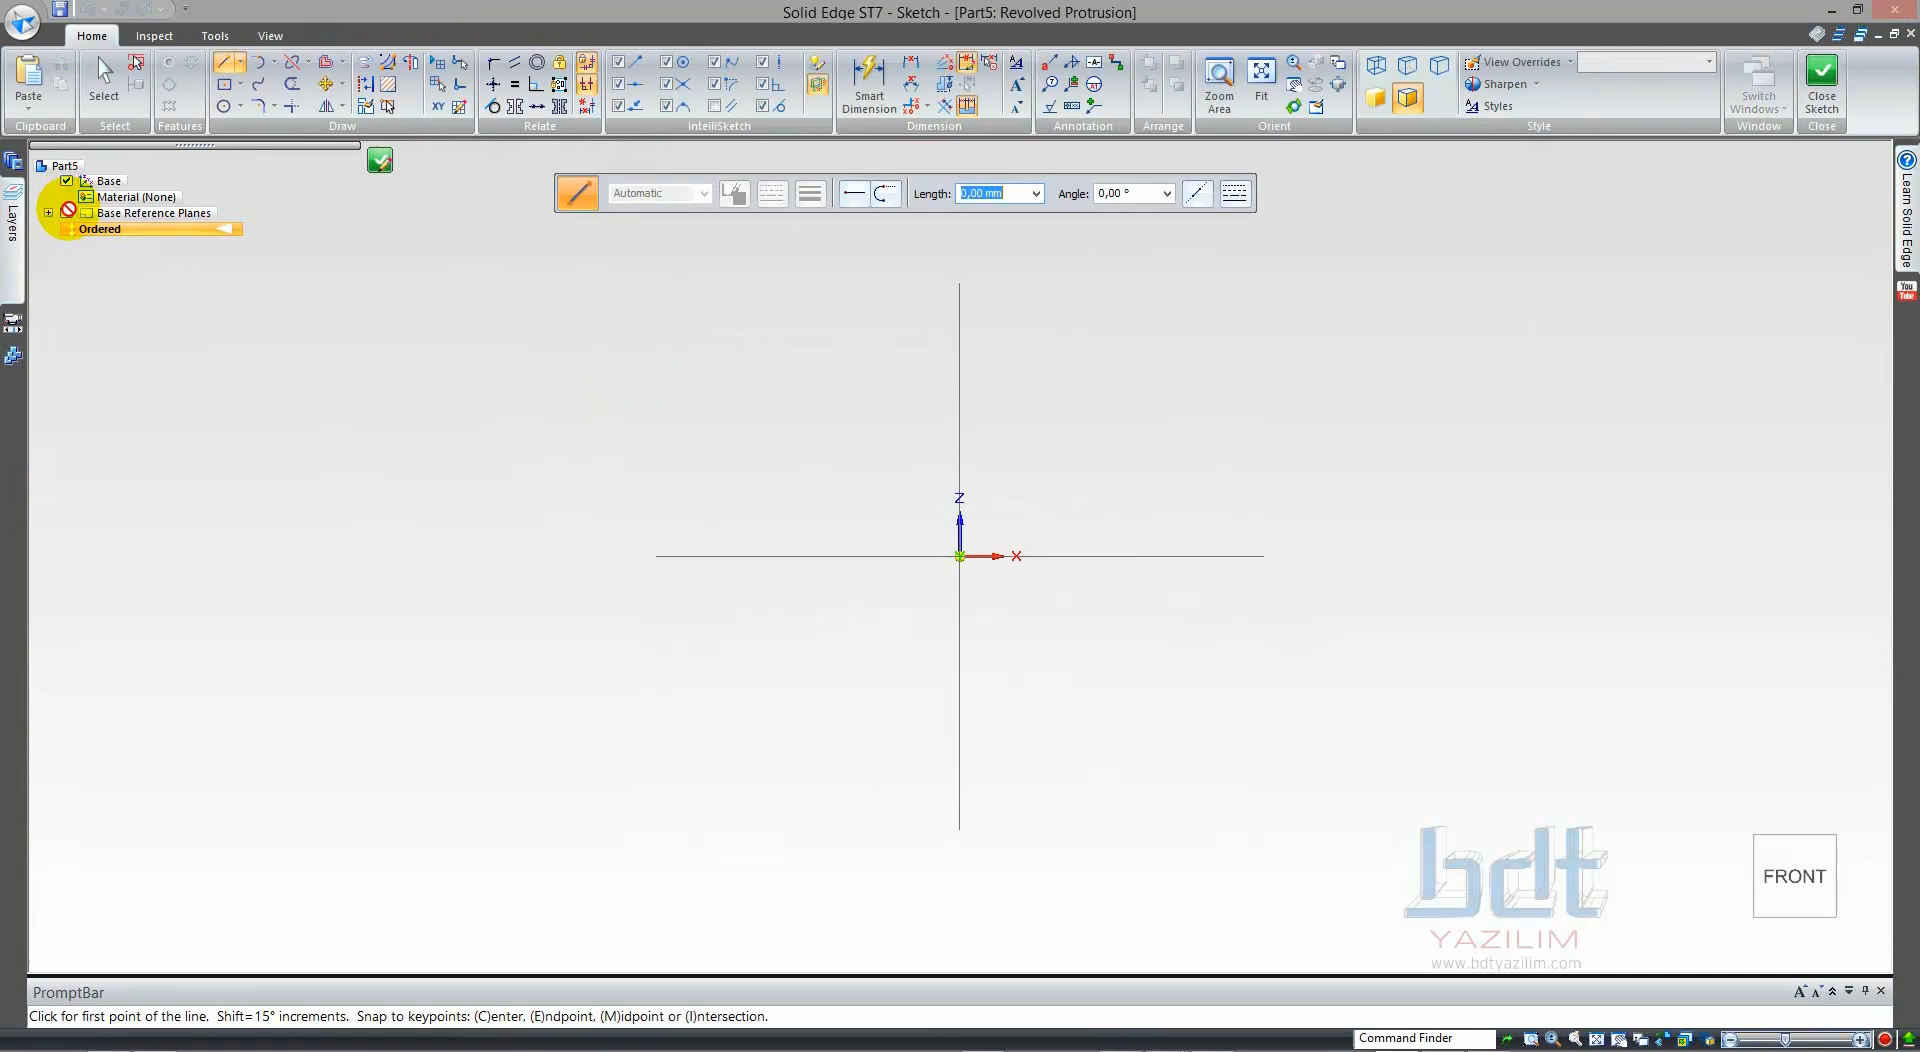 Solid Edge ST7 - Sketch - [Part5: Revolved Protrusion]
Home Inspect Tools View
Paste
Clipboard
Select
Select
Features
Draw
Relate
IntelliSketch
Smart Dimension
Dimension
Annotation
Arrange
Zoom Area
Fit
Orient
View Overrides
Sharpen
Styles
Style
Switch Windows
Window
Close Sketch
Close
Layers
Part5
Base
Material (None)
Base Reference Planes
Ordered
Automatic
Length: 0,00 mm
Angle: 0,00 °
Learn Solid Edge
You Tube
Z
X
FRONT
bdt
YAZILIM
www.bdtyazilim.com
PromptBar
Click for first point of the line. Shift=15° increments. Snap to keypoints: (C)enter, (E)ndpoint, (M)idpoint or (I)ntersection.
Command Finder